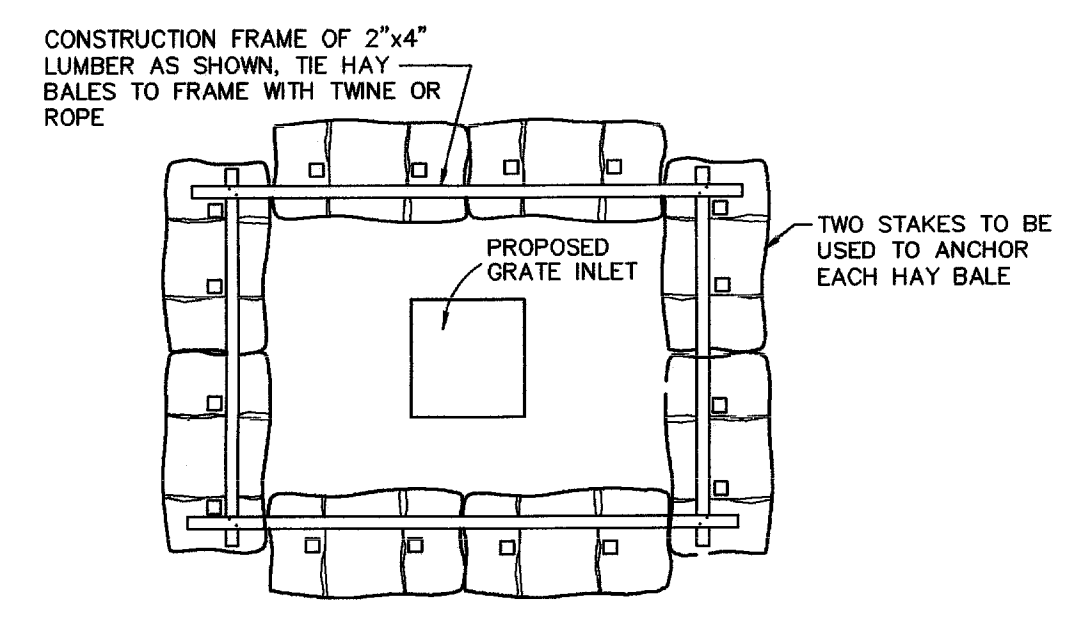 CONSTRUCTION FRAME OF 2"x4"
LUMBER AS SHOWN, TIE HAY
BALES TO FRAME WITH TWINE OR
ROPE
PROPOSED
GRATE INLET
TWO STAKES TO BE
USED TO ANCHOR
EACH HAY BALE